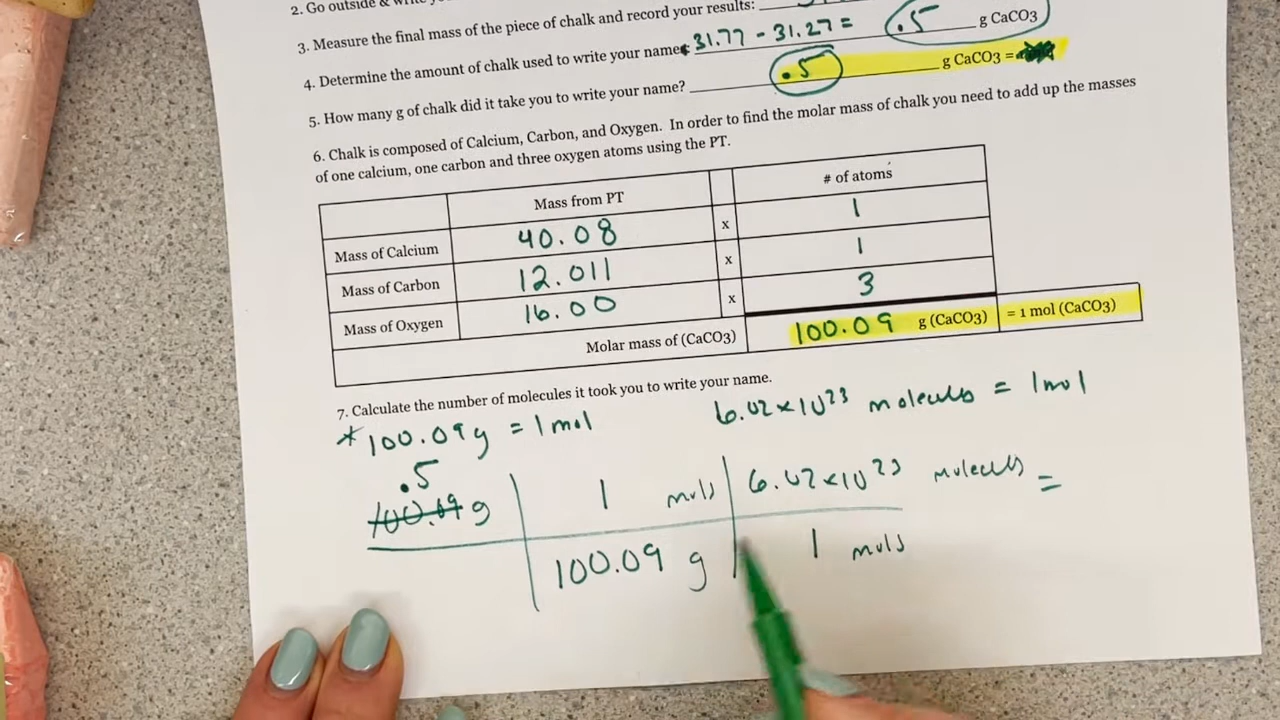 2. Go outside & write
3. Measure the final mass of the piece of chalk and record your results:
4. Determine the amount of chalk used to write your name 31.77 - 31.27 = .5 g CaCO3
5. How many g of chalk did it take you to write your name? .5 g CaCO3 =
6. Chalk is composed of Calcium, Carbon, and Oxygen. In order to find the molar mass of chalk you need to add up the masses
of one calcium, one carbon and three oxygen atoms using the PT.
Mass from PT # of atoms
Mass of Calcium 40.08 x 1
Mass of Carbon 12.011 x 1
Mass of Oxygen 16.00 x 3
Molar mass of (CaCO3) 100.09 g (CaCO3) = 1 mol (CaCO3)
7. Calculate the number of molecules it took you to write your name.
*100.09g = 1mol 6.02×10²³ molecules = 1mol
.5
100.09 g 1 mols 6.02×10²³ molecules =
100.09 g 1 mols